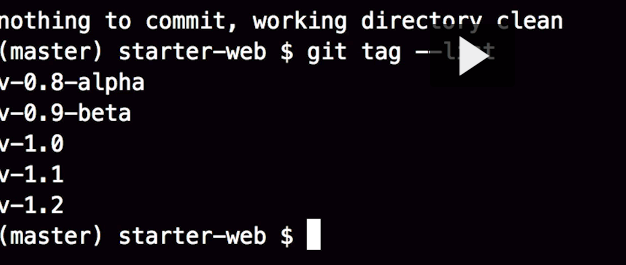 nothing to commit, working directory clean
(master) starter-web $ git tag --list
v-0.8-alpha
v-0.9-beta
v-1.0
v-1.1
v-1.2
(master) starter-web $